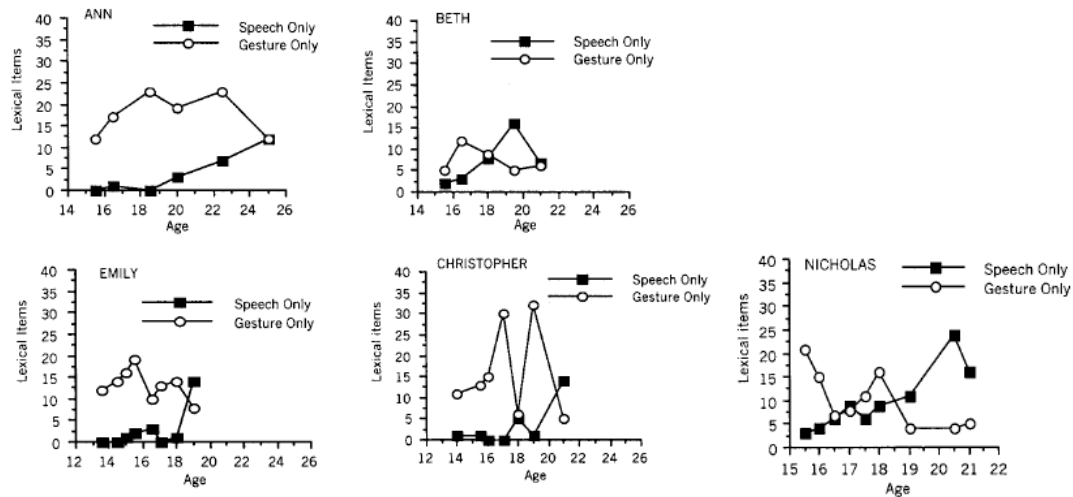 ANN
Speech Only
Gesture Only
Lexical Items
40
35
30
25
20
15
10
5
0
14 16 18 20 22 24 26
Age
BETH
Speech Only
Gesture Only
Lexical Items
40
35
30
25
20
15
10
5
0
14 16 18 20 22 24 26
Age
EMILY
Speech Only
Gesture Only
Lexical Items
40
35
30
25
20
15
10
5
0
12 14 16 18 20 22 24 26
Age
CHRISTOPHER
Speech Only
Gesture Only
Lexical Items
40
35
30
25
20
15
10
5
0
12 14 16 18 20 22 24 26
Age
NICHOLAS
Speech Only
Gesture Only
Lexical items
40
35
30
25
20
15
10
5
0
15 16 17 18 19 20 21 22
Age